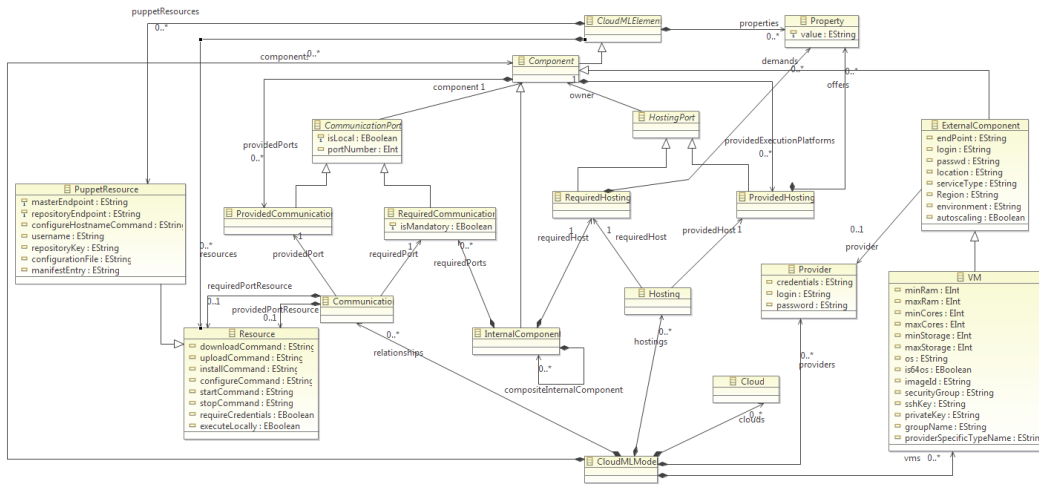 puppetResources
0..*
CloudMLElement
properties
0..*
Property
value : EString
components
0..*
Component
demands
0..*
0..*
offers
component 1
1
owner
CommunicationPort
isLocal : EBoolean
portNumber : EInt
HostingPort
providedPorts
0..*
providedExecutionPlatforms
0..*
ExternalComponent
endPoint : EString
login : EString
passwd : EString
location : EString
serviceType : EString
Region : EString
environment : EString
autoscaling : EBoolean
PuppetResource
masterEndpoint : EString
repositoryEndpoint : EString
configureHostnameCommand : EString
username : EString
repositoryKey : EString
configurationFile : EString
manifestEntry : EString
ProvidedCommunication
RequiredCommunication
isMandatory : EBoolean
RequiredHosting
ProvidedHosting
0..*
resources
1
providedPort
1
requiredPort
0..*
requiredPorts
requiredHost
1
requiredHost
1
providedHost
1
0..1
provider
Provider
credentials : EString
login : EString
password : EString
VM
minRam : EInt
maxRam : EInt
minCores : EInt
maxCores : EInt
minStorage : EInt
maxStorage : EInt
os : EString
is64os : EBoolean
imageId : EString
securityGroup : EString
sshKey : EString
privateKey : EString
groupName : EString
providerSpecificTypeName : EString
requiredPortResource
0..1
providedPortResource
0..1
Communication
Hosting
Resource
downloadCommand : EString
uploadCommand : EString
installCommand : EString
configureCommand : EString
startCommand : EString
stopCommand : EString
requireCredentials : EBoolean
executeLocally : EBoolean
0..*
relationships
InternalComponent
0..*
compositeInternalComponent
0..*
hostings
0..*
providers
Cloud
0..*
clouds
CloudMLModel
vms 0..*